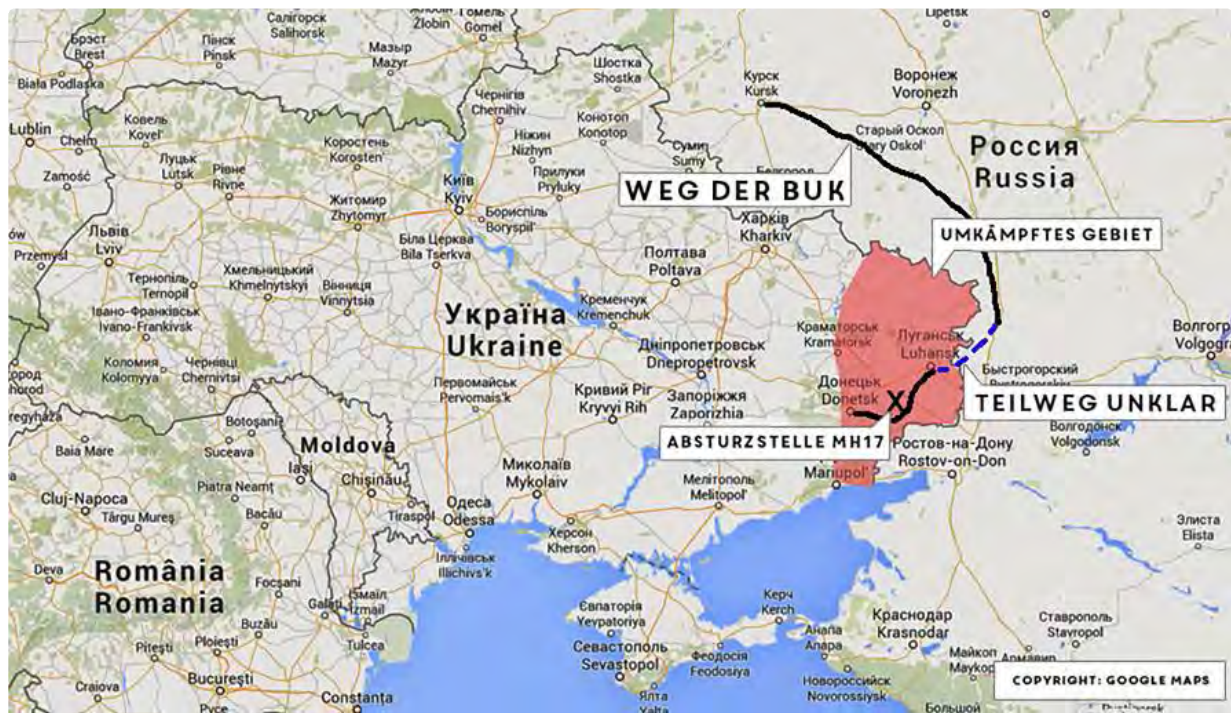 Гомель
Gomel
Lipetsk
Салігорськ
Salihorsk
Брэст
Brest
Пінск
Pinsk
Мазыр
Mazyr
Biała Podlaska
Шостка
Shostka
Курск
Kursk
Воронеж
Voronezh
Чернігів
Chernihiv
Конотоп
Konotop
Lublin
Chełm
Ковель
Kovel'
Коростень
Korosten'
Ніжин
Nizhyn
Суми
Sumy
Старый Оскол
Stary Oskol'
Россия
Russia
Zamość
Луцьк
Lutsk
Рівне
Rivne
Київ
Kyiv
Прилуки
Pryluky
WEG DER BUK
Житомир
Zhytomyr
Бориспіль
Boryspil'
Харків
Kharkiv
UMKÄMPFTES GEBIET
Львів
Lviv
Przemyśl
Біла Церква
Bila Tserkva
Полтава
Poltava
Тернопіль
Ternopil
Хмельницький
Khmelnytskyi
Вінниця
Vinnytsia
Івано-Франківськ
Ivano-Frankivsk
Україна
Ukraine
Кременчук
Kremenchuk
Краматорськ
Kramatorsk
Луганськ
Luhansk
Волгогр
Volgogra
Коломия
Kolomyya
Чернівці
Chernivtsi
Дніпропетровськ
Dnepropetrovsk
Быстрогорский
Первомайськ
Pervomais'k
Кривий Ріг
Kryvyi Rih
Запоріжжя
Zaporizhia
Донецьк
Donetsk
X
TEILWEG UNKLAR
ABSTURZSTELLE MH17
Волгодонск
Volgodonsk
Botoșani
Suceava
Moldova
Baia Mare
Iași
Chișinău
Миколаїв
Mykolaiv
Мелітополь
Melitopol'
Mariupol'
Ростов-на-Дону
Rostov-on-Don
Cluj-Napoca
Piatra Neamț
Târgu Mureș
Bacău
Tiraspol
Одеса
Odessa
Херсон
Kherson
Элиста
Elista
Іллічівськ
Illichivs'k
România
Romania
Deva
Focșani
Ізмаїл
Izmail
Galați
Tulcea
Buzău
Ploiești
Pitești
București
Craiova
Constanța
Євпаторія
Yevpatoriya
Керч
Kerch
Севастополь
Sevastopol
Феодосія
Feodosiya
Ялта
Yalta
Анапа
Anapa
Краснодар
Krasnodar
Ставрополь
Stavropol
Новороссийск
Novorossiysk
Майкоп
Maykop
Армавир
Большой
COPYRIGHT: GOOGLE MAPS